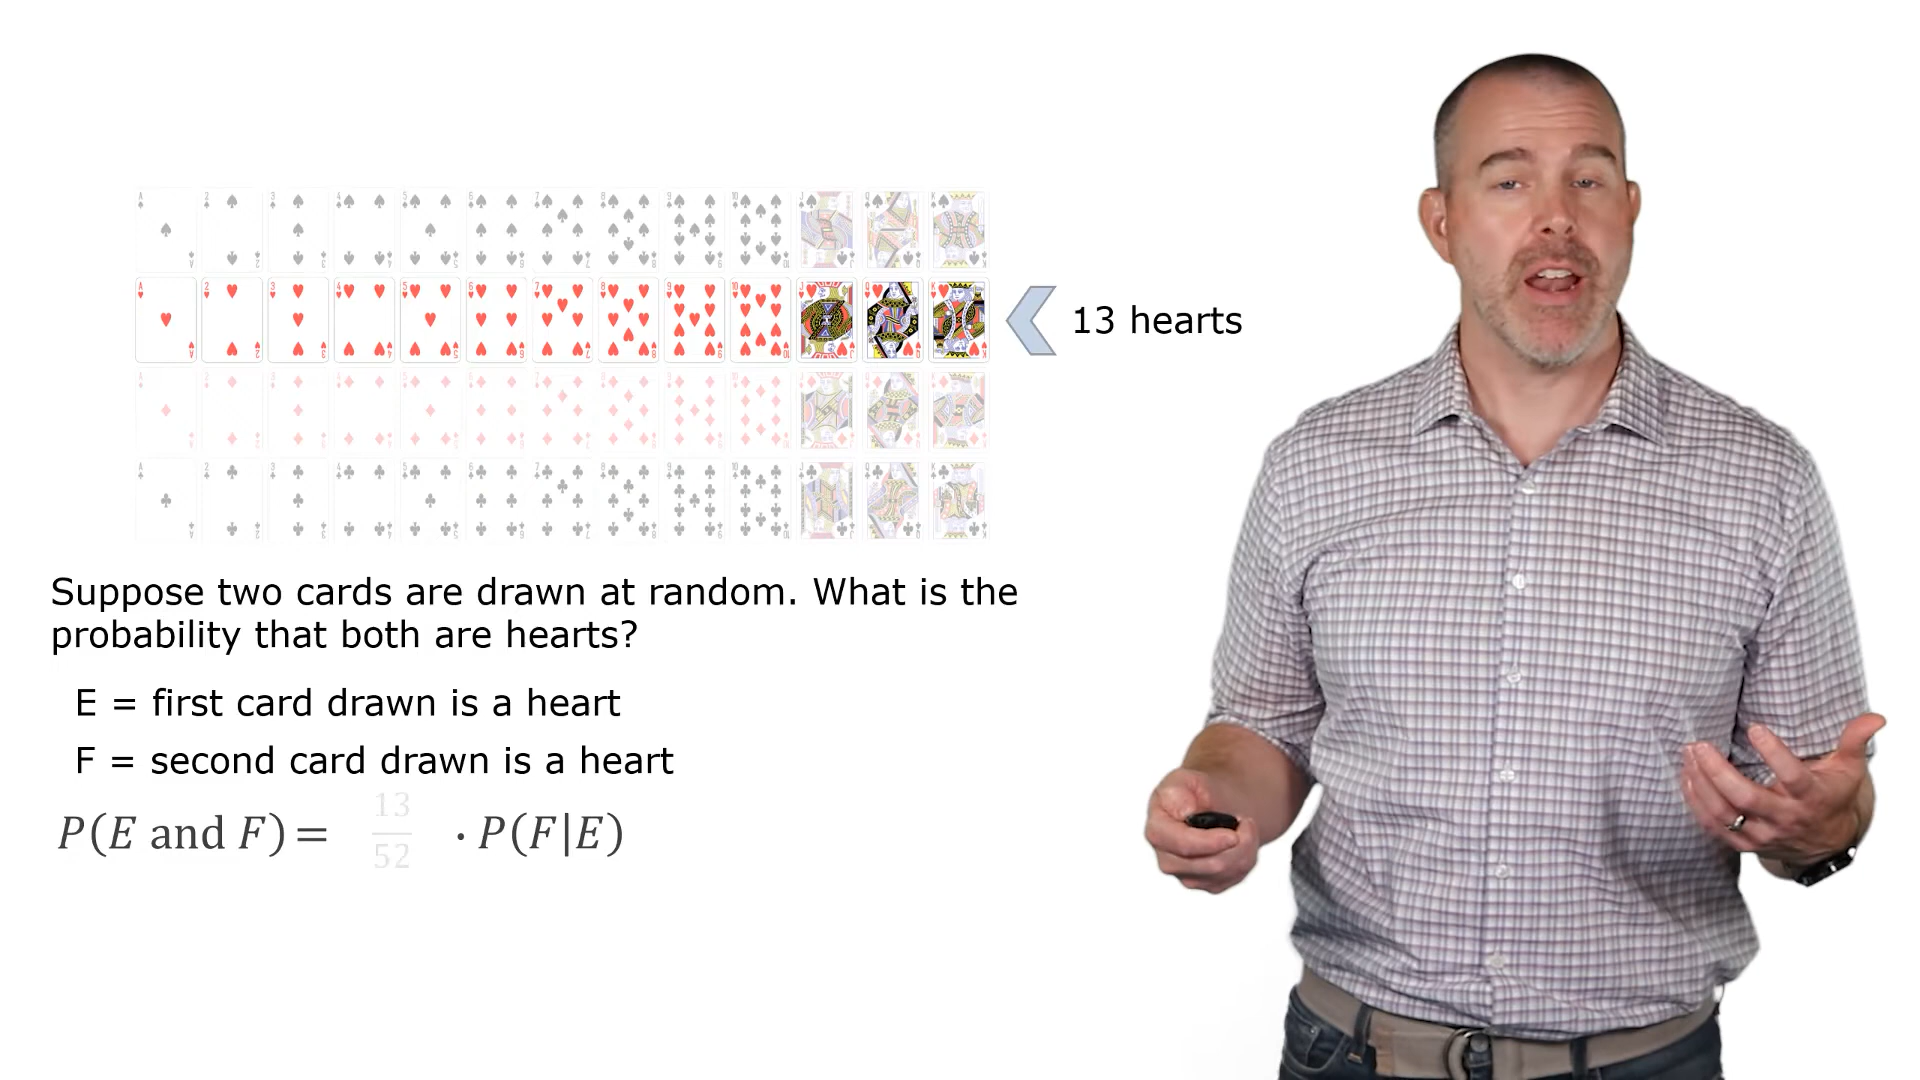 13 hearts
Suppose two cards are drawn at random. What is the
probability that both are hearts?
E = first card drawn is a heart
F = second card drawn is a heart
P(E and F) = 13/52 · P(F|E)